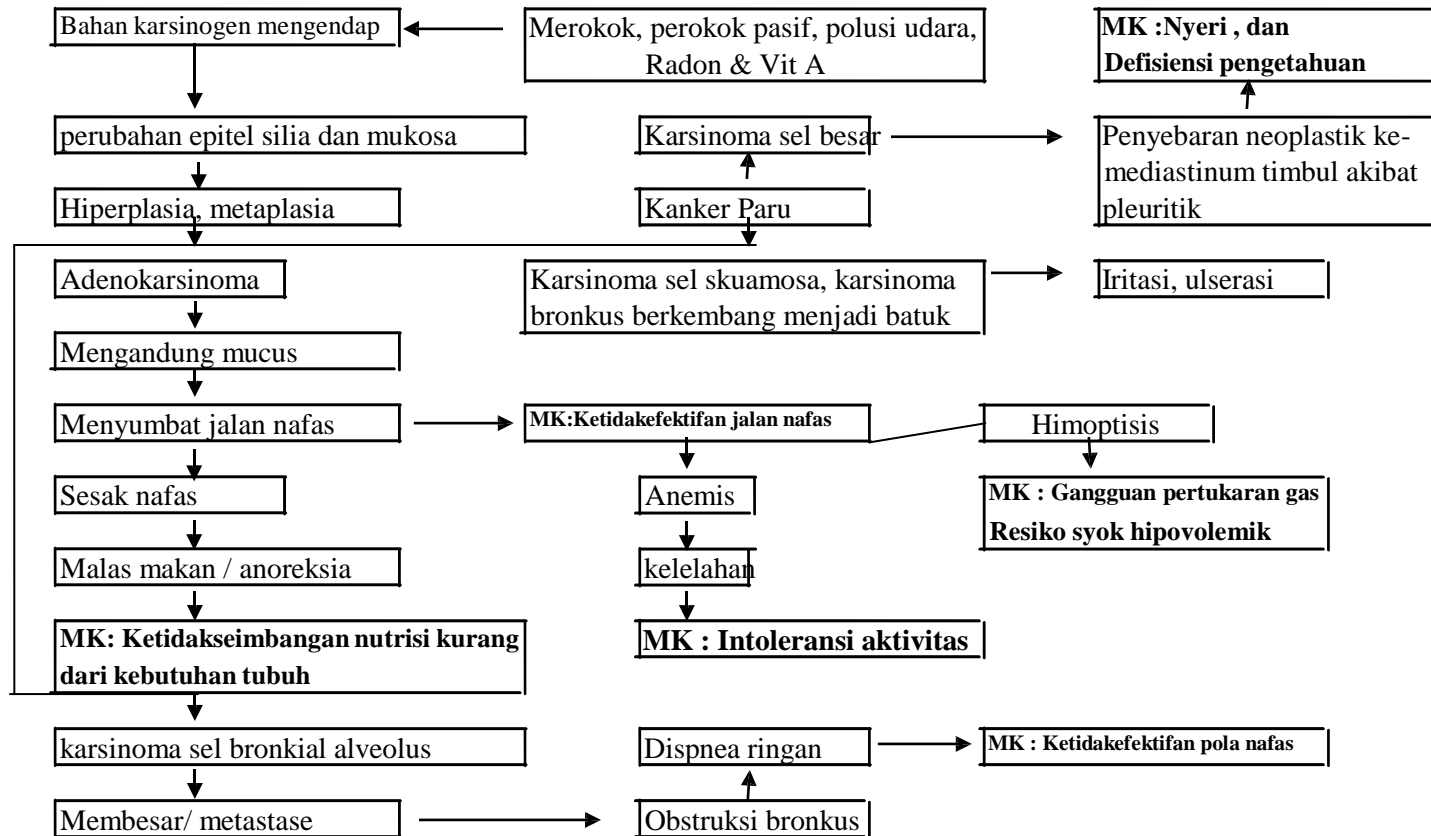 Bahan karsinogen mengendap
Merokok, perokok pasif, polusi udara,
Radon & Vit A
MK :Nyeri , dan
Defisiensi pengetahuan
perubahan epitel silia dan mukosa
Karsinoma sel besar
Penyebaran neoplastik ke-
mediastinum timbul akibat
pleuritik
Hiperplasia, metaplasia
Kanker Paru
Adenokarsinoma
Karsinoma sel skuamosa, karsinoma
bronkus berkembang menjadi batuk
Iritasi, ulserasi
Mengandung mucus
Menyumbat jalan nafas
MK:Ketidakefektifan jalan nafas
Himoptisis
Sesak nafas
Anemis
MK : Gangguan pertukaran gas
Resiko syok hipovolemik
Malas makan / anoreksia
kelelahan
MK: Ketidakseimbangan nutrisi kurang
dari kebutuhan tubuh
MK : Intoleransi aktivitas
karsinoma sel bronkial alveolus
Dispnea ringan
MK : Ketidakefektifan pola nafas
Membesar/ metastase
Obstruksi bronkus